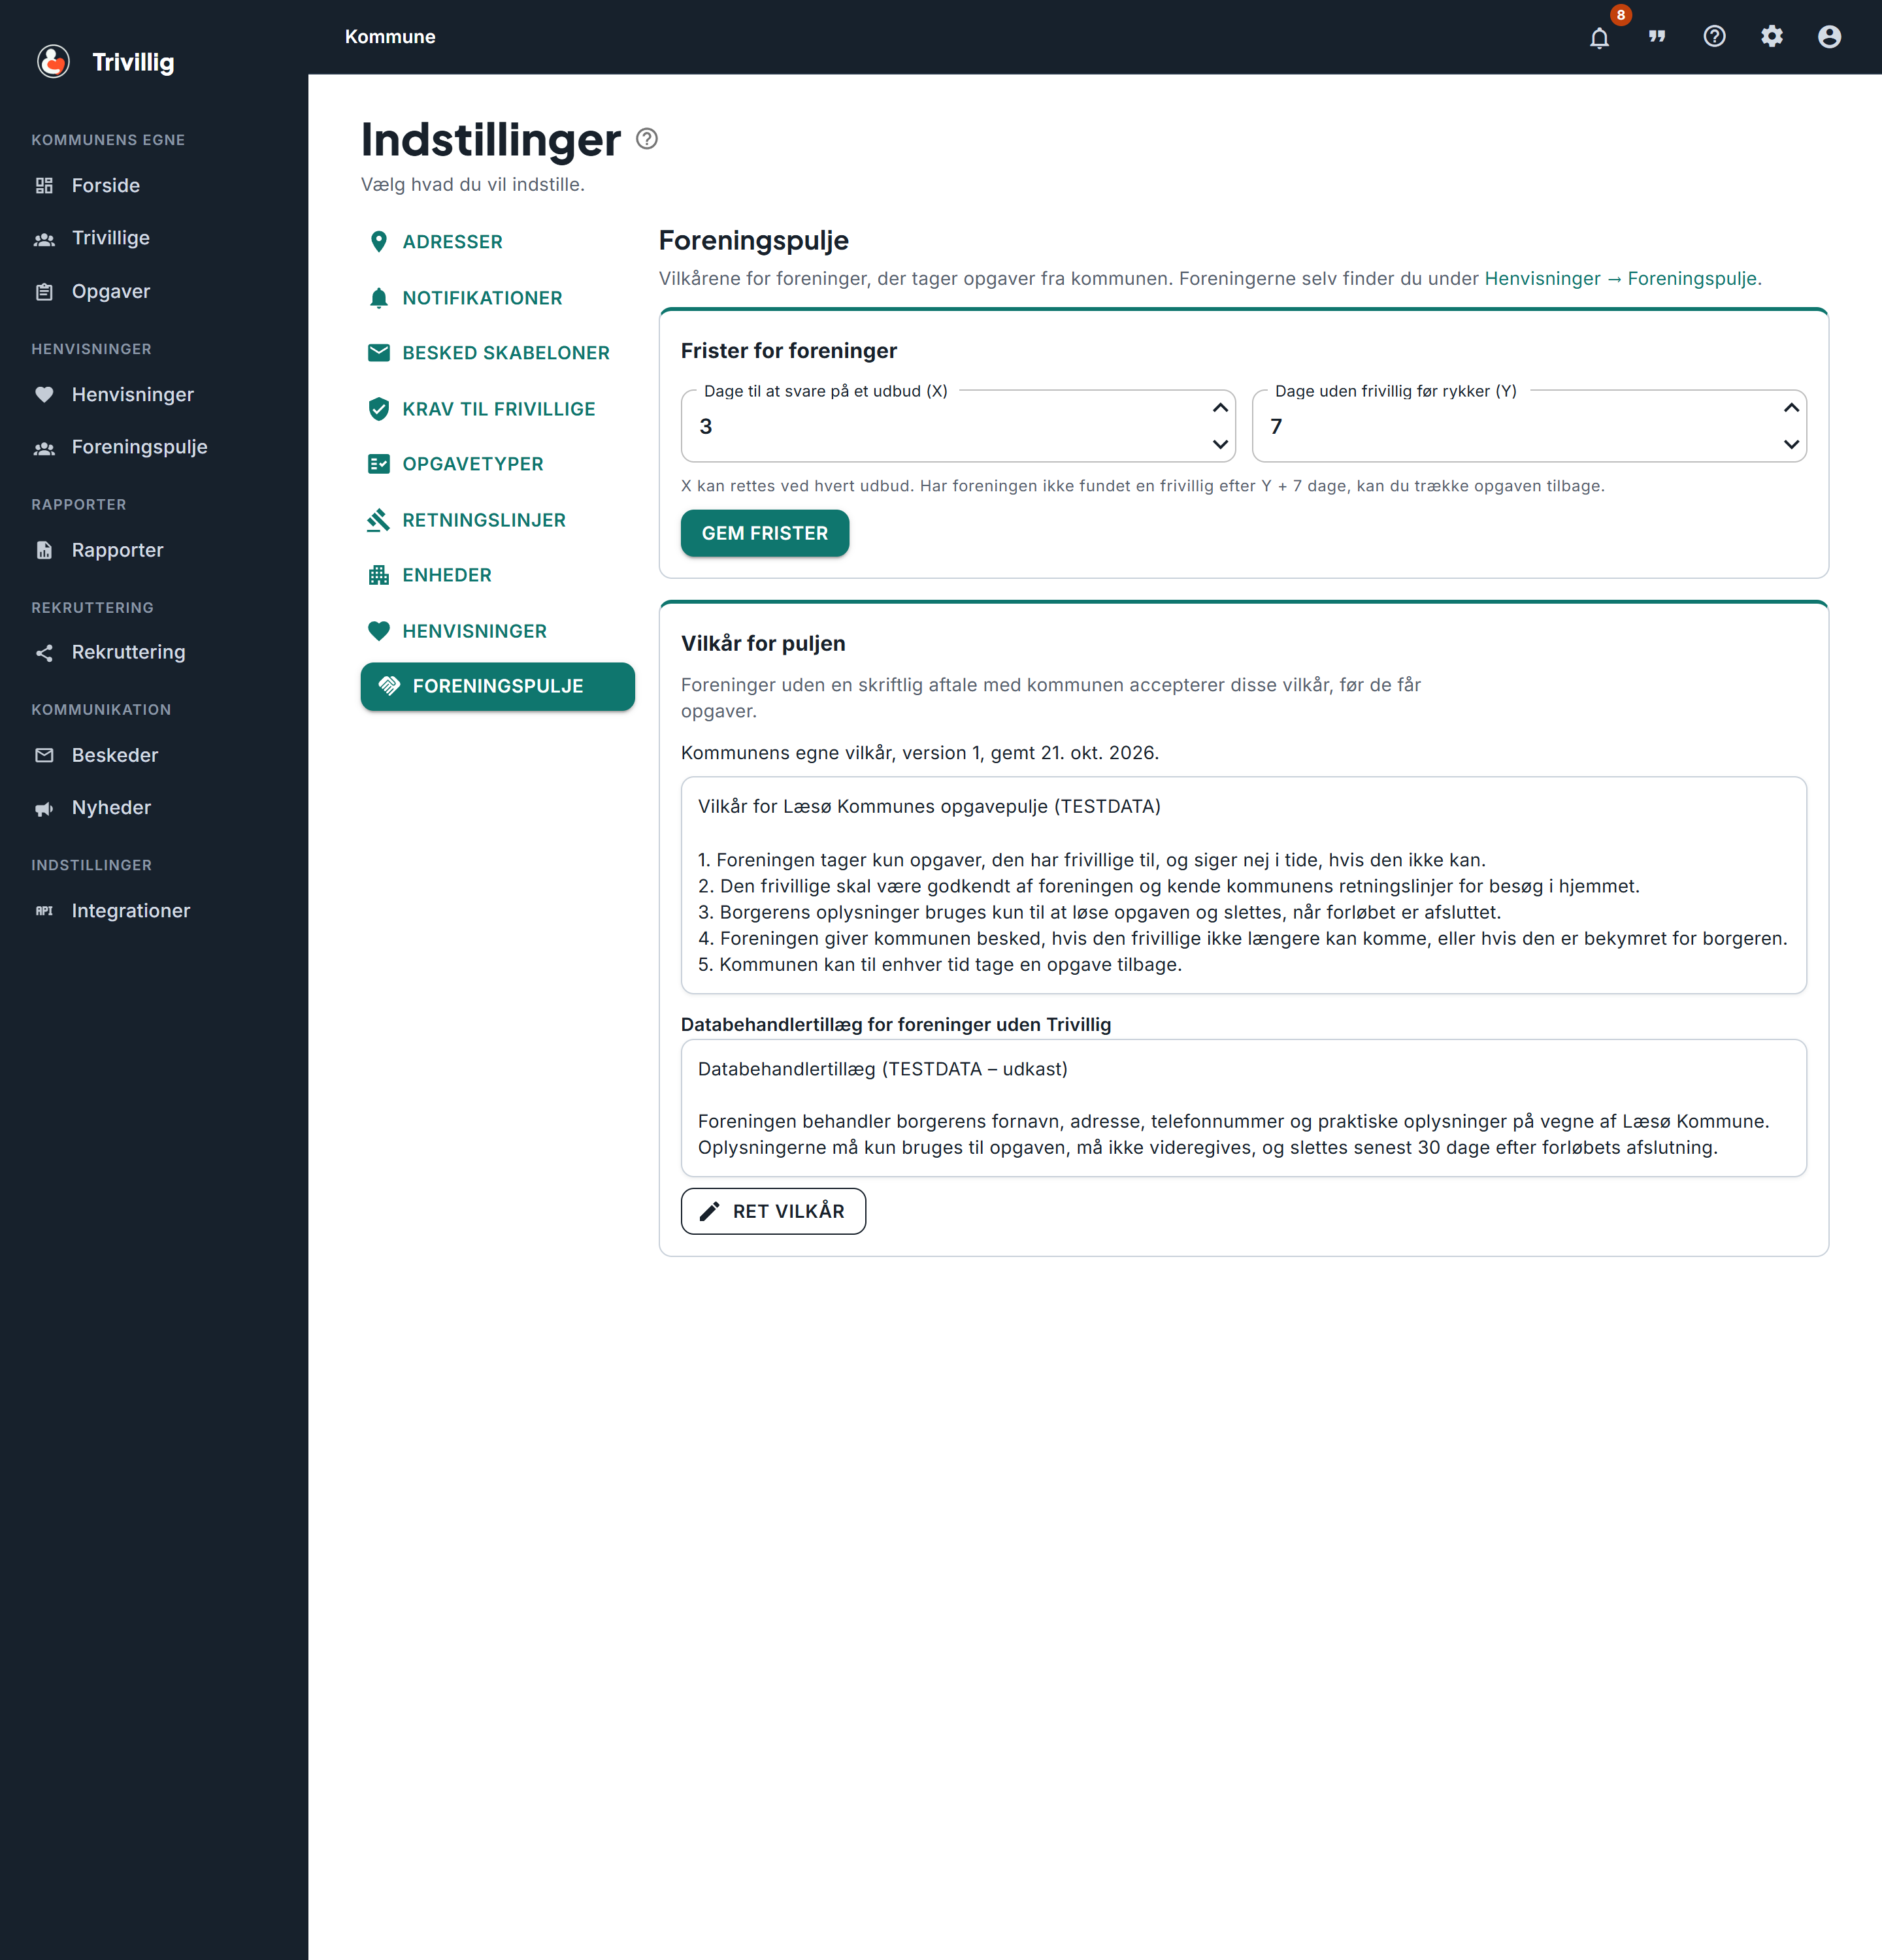 Trivillig
Kommune
8
KOMMUNENS EGNE
Forside
Trivillige
Opgaver
HENVISNINGER
Henvisninger
Foreningspulje
RAPPORTER
Rapporter
REKRUTTERING
Rekruttering
KOMMUNIKATION
Beskeder
Nyheder
INDSTILLINGER
API Integrationer
Indstillinger
Vælg hvad du vil indstille.
ADRESSER
NOTIFIKATIONER
BESKED SKABELONER
KRAV TIL FRIVILLIGE
OPGAVETYPER
RETNINGSLINJER
ENHEDER
HENVISNINGER
FORENINGSPULJE
Foreningspulje
Vilkårene for foreninger, der tager opgaver fra kommunen. Foreningerne selv finder du under Henvisninger → Foreningspulje.
Frister for foreninger
Dage til at svare på et udbud (X)
3
Dage uden frivillig før rykker (Y)
7
X kan rettes ved hvert udbud. Har foreningen ikke fundet en frivillig efter Y + 7 dage, kan du trække opgaven tilbage.
GEM FRISTER
Vilkår for puljen
Foreninger uden en skriftlig aftale med kommunen accepterer disse vilkår, før de får
opgaver.
Kommunens egne vilkår, version 1, gemt 21. okt. 2026.
Vilkår for Læsø Kommunes opgavepulje (TESTDATA)
1. Foreningen tager kun opgaver, den har frivillige til, og siger nej i tide, hvis den ikke kan.
2. Den frivillige skal være godkendt af foreningen og kende kommunens retningslinjer for besøg i hjemmet.
3. Borgerens oplysninger bruges kun til at løse opgaven og slettes, når forløbet er afsluttet.
4. Foreningen giver kommunen besked, hvis den frivillige ikke længere kan komme, eller hvis den er bekymret for borgeren.
5. Kommunen kan til enhver tid tage en opgave tilbage.
Databehandlertillæg for foreninger uden Trivillig
Databehandlertillæg (TESTDATA – udkast)
Foreningen behandler borgerens fornavn, adresse, telefonnummer og praktiske oplysninger på vegne af Læsø Kommune.
Oplysningerne må kun bruges til opgaven, må ikke videregives, og slettes senest 30 dage efter forløbets afslutning.
RET VILKÅR